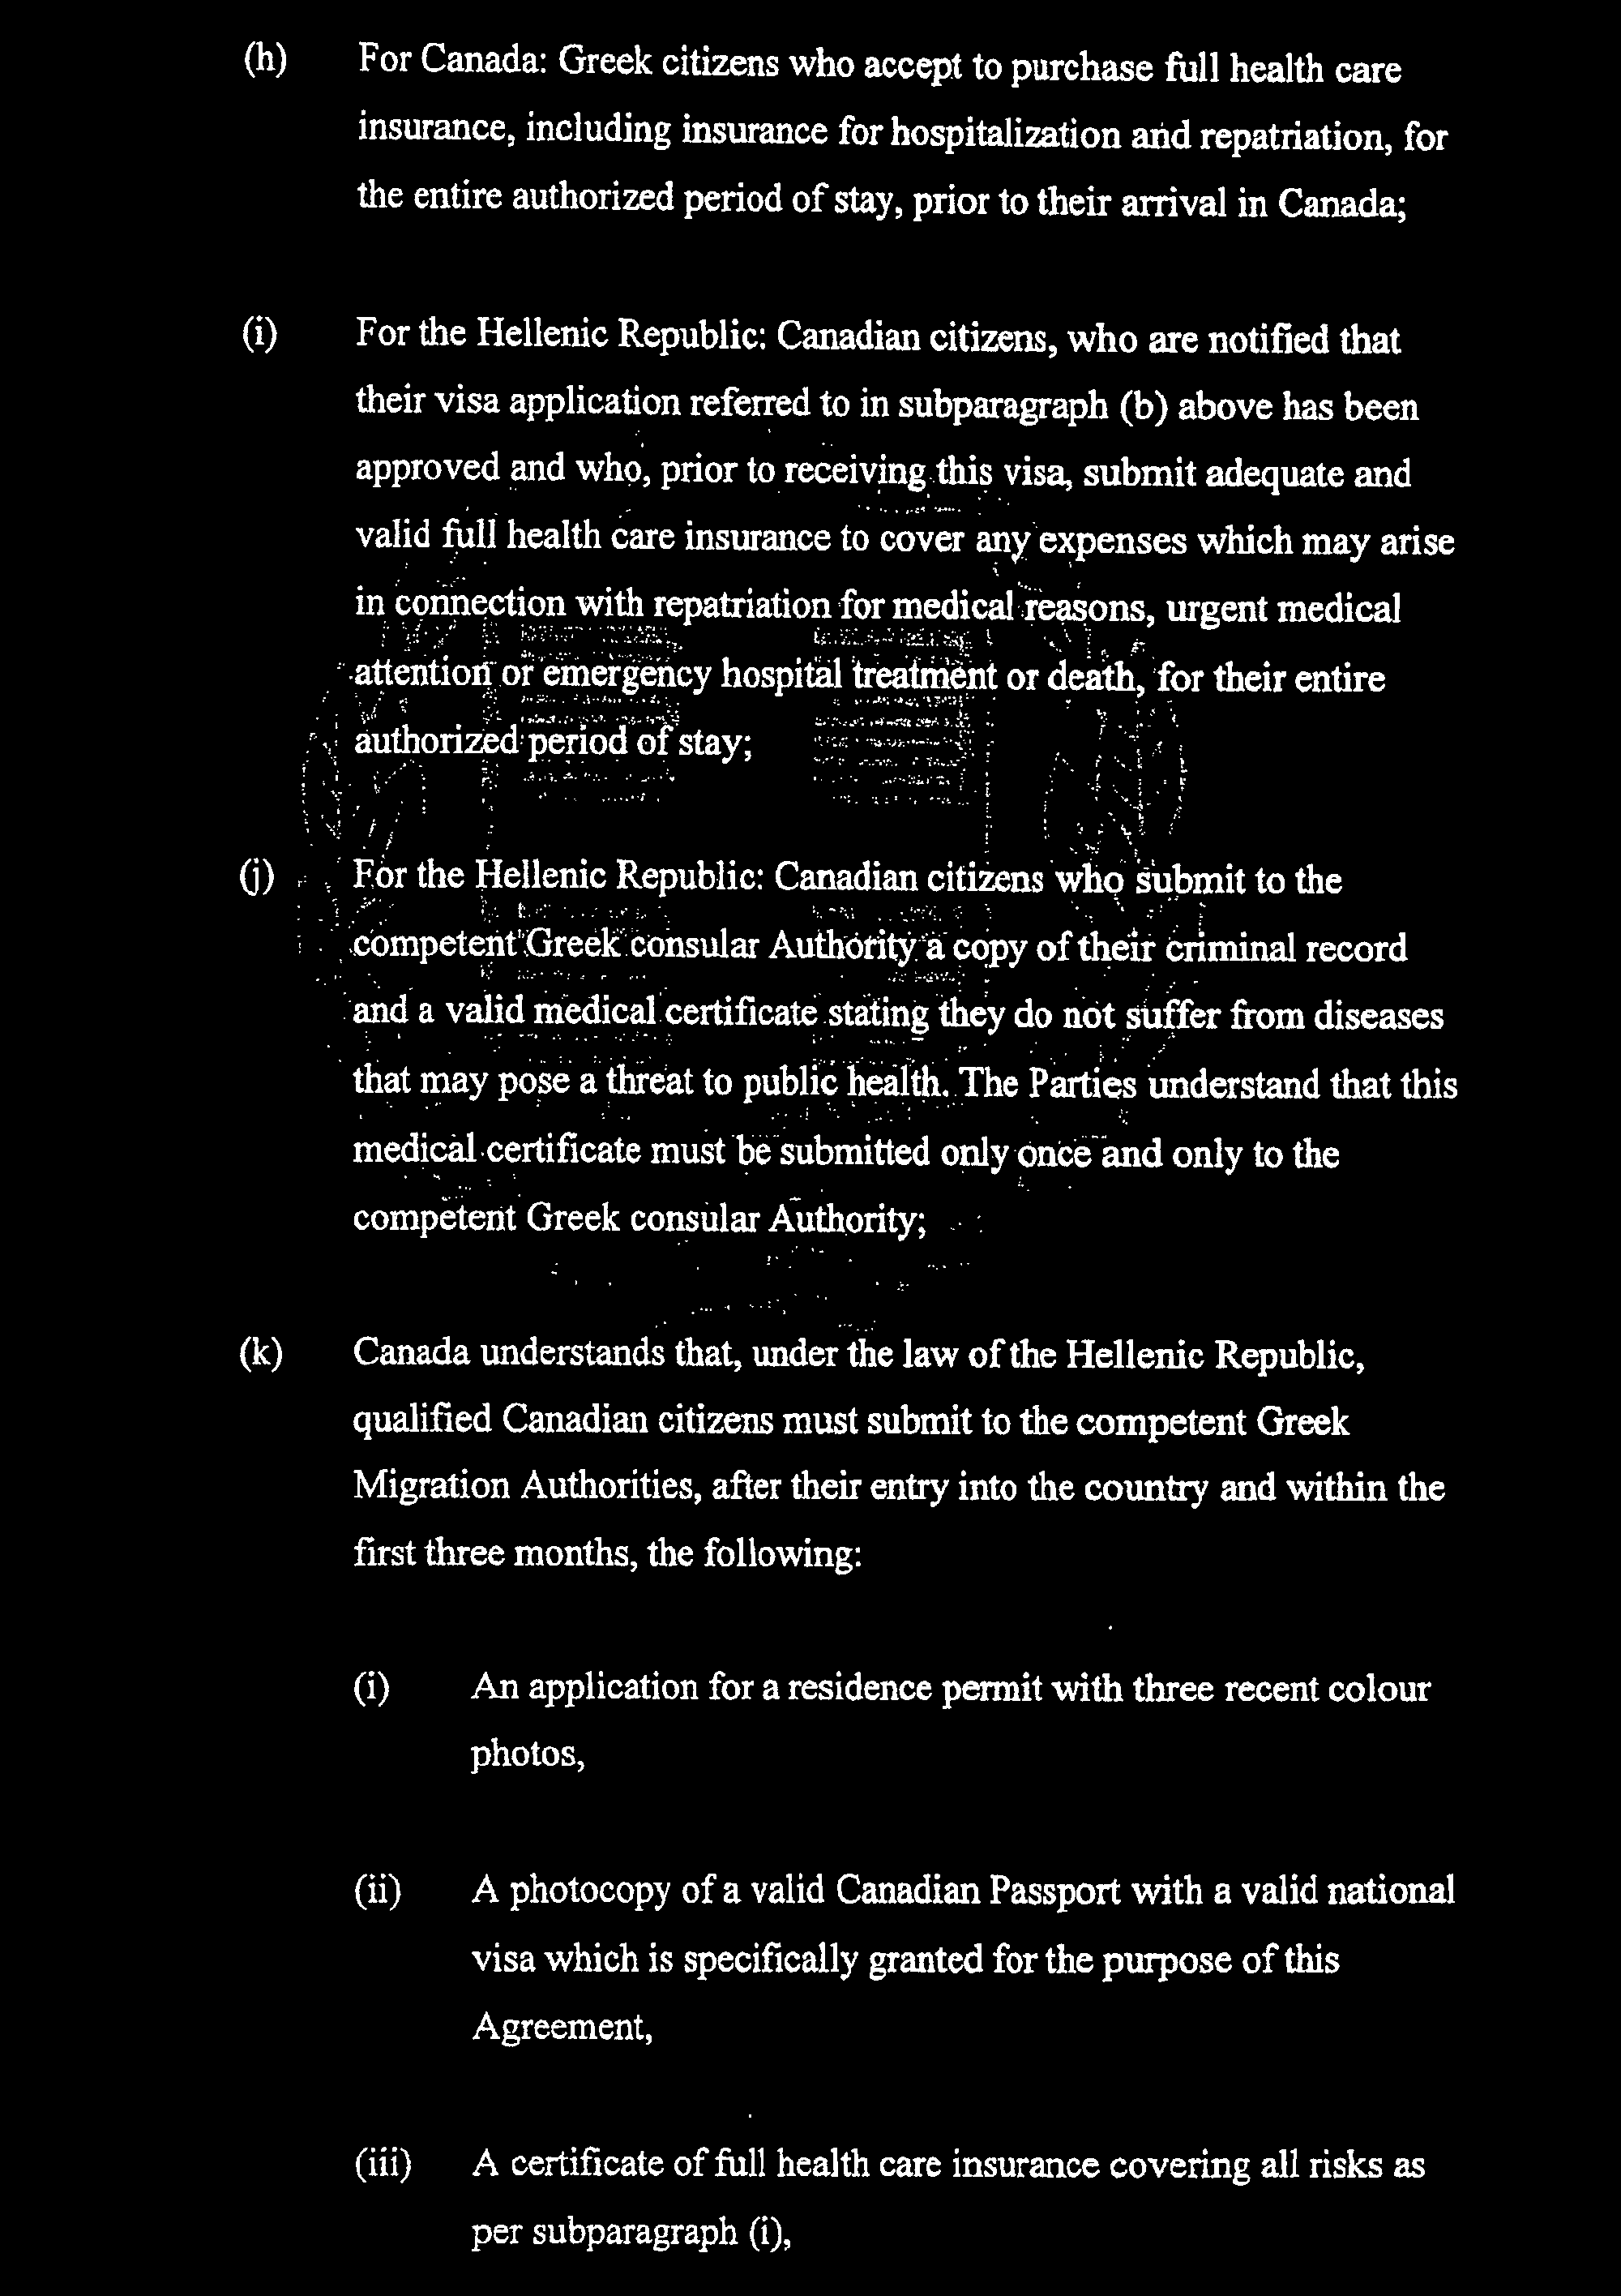 (h) For Canada: Greek citizens who accept to purchase full health care
insurance, including insurance for hospitalization and repatriation, for
the entire authorized period of stay, prior to their arrival in Canada;
(i) For the Hellenic Republic: Canadian citizens, who are notified that
their visa application referred to in subparagraph (b) above has been
approved and who, prior to receiving this visa, submit adequate and
valid full health care insurance to cover any expenses which may arise
in connection with repatriation for medical reasons, urgent medical
attention or emergency hospital treatment or death, for their entire
authorized period of stay;
(j) For the Hellenic Republic: Canadian citizens who submit to the
competent Greek consular Authority a copy of their criminal record
and a valid medical certificate stating they do not suffer from diseases
that may pose a threat to public health. The Parties understand that this
medical certificate must be submitted only once and only to the
competent Greek consular Authority;
(k) Canada understands that, under the law of the Hellenic Republic,
qualified Canadian citizens must submit to the competent Greek
Migration Authorities, after their entry into the country and within the
first three months, the following:
(i) An application for a residence permit with three recent colour
photos,
(ii) A photocopy of a valid Canadian Passport with a valid national
visa which is specifically granted for the purpose of this
Agreement,
(iii) A certificate of full health care insurance covering all risks as
per subparagraph (i),